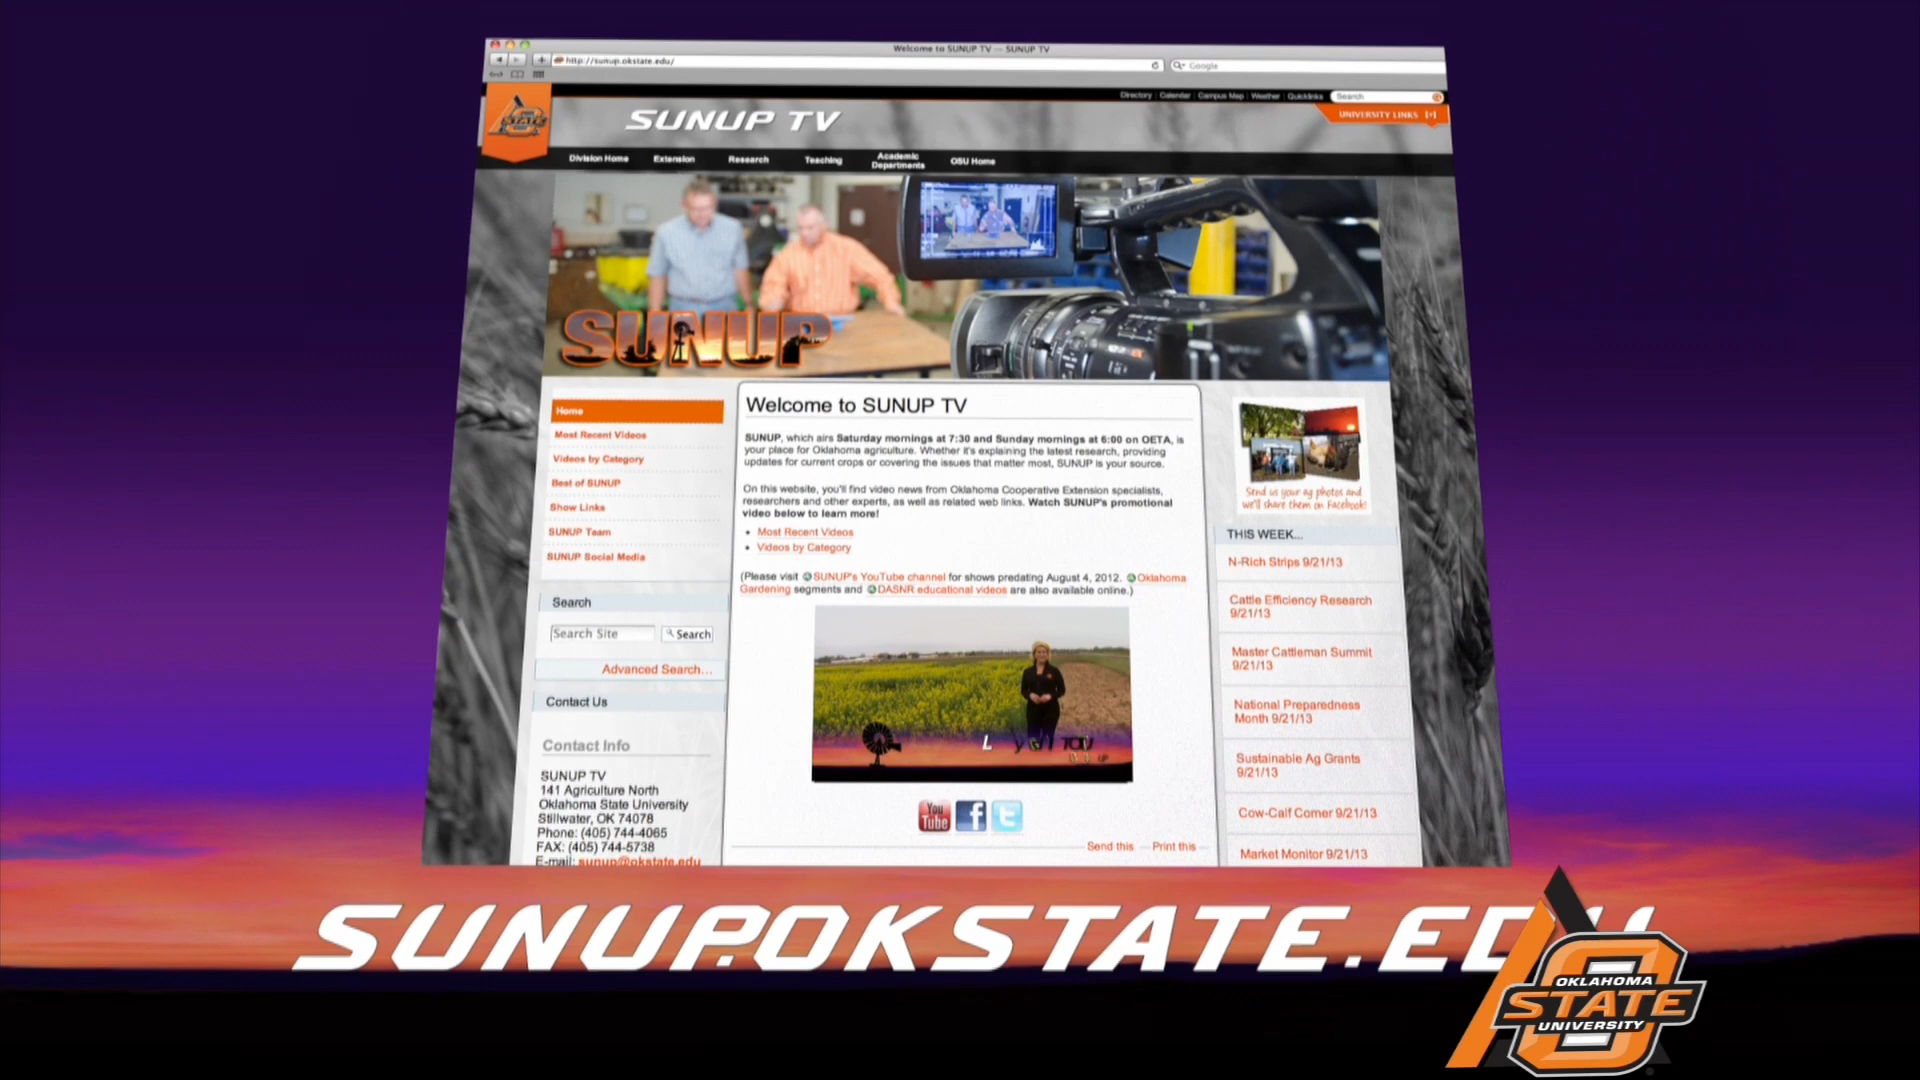 Welcome to SUNUP TV — SUNUP TV
http://sunup.okstate.edu/
Google
Directory | Calendar | Campus Map | Weather | Quicklinks
Search
STATE
SUNUP TV
UNIVERSITY LINKS [+]
Division Home
Extension
Research
Teaching
Academic
Departments
OSU Home
SUNUP
Home
Most Recent Videos
Videos by Category
Best of SUNUP
Show Links
SUNUP Team
SUNUP Social Media
Search
Search Site
Search
Advanced Search...
Contact Us
Contact Info
SUNUP TV
141 Agriculture North
Oklahoma State University
Stillwater, OK 74078
Phone: (405) 744-4065
FAX: (405) 744-5738
E-mail: sunup@okstate.edu
Welcome to SUNUP TV
SUNUP, which airs Saturday mornings at 7:30 and Sunday mornings at 6:00 on OETA, is
your place for Oklahoma agriculture. Whether it's explaining the latest research, providing
updates for current crops or covering the issues that matter most, SUNUP is your source.
On this website, you'll find video news from Oklahoma Cooperative Extension specialists,
researchers and other experts, as well as related web links. Watch SUNUP's promotional
video below to learn more!
• Most Recent Videos
• Videos by Category
(Please visit SUNUP's YouTube channel for shows predating August 4, 2012. Oklahoma
Gardening segments and DASNR educational videos are also available online.)
You
Tube
f
t
Send this — Print this
Send us your ag photos and
we'll share them on Facebook!
THIS WEEK...
N-Rich Strips 9/21/13
Cattle Efficiency Research
9/21/13
Master Cattleman Summit
9/21/13
National Preparedness
Month 9/21/13
Sustainable Ag Grants
9/21/13
Cow-Calf Corner 9/21/13
Market Monitor 9/21/13
SUNUP.OKSTATE.EDU
OKLAHOMA
STATE
UNIVERSITY